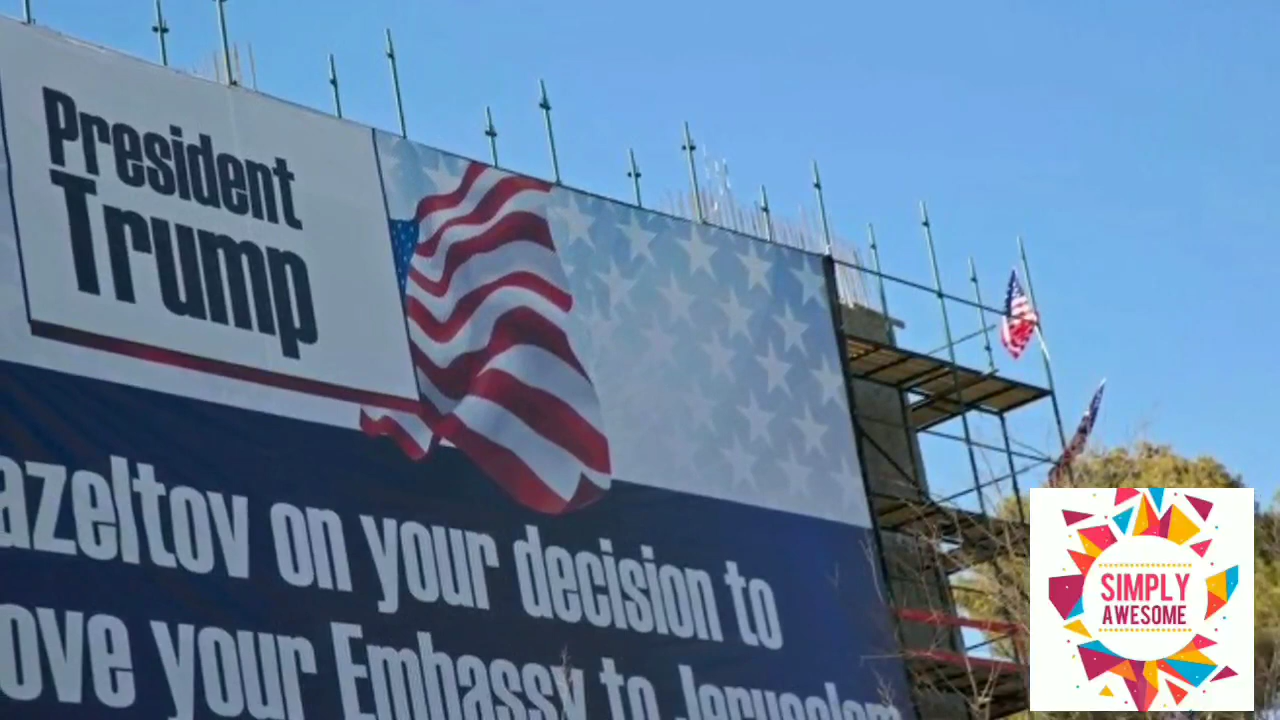 President
Trump
azeltov on your decision to
ove your Embassy to Jerusalem
SIMPLY
AWESOME